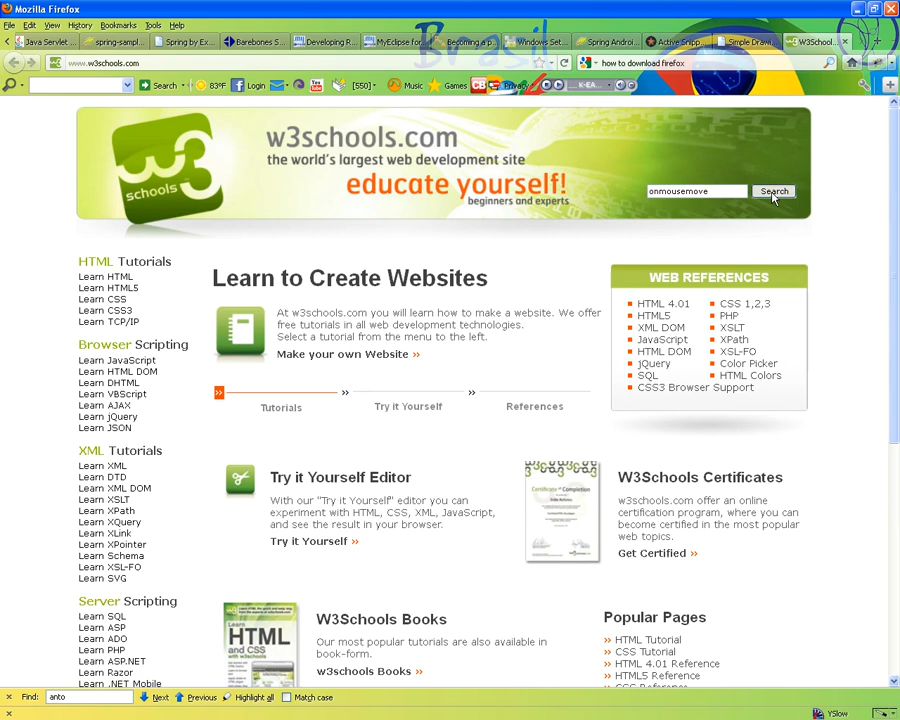 Mozilla Firefox
File Edit View History Bookmarks Tools Help
Brasil
Java Servlet ... spring-sampl... Spring by Ex... Barebones S... Developing R... MyEclipse for... Becoming a p... Windows Set... Spring Androi... Active Snipp... Simple Drawi... W3School...
www.w3schools.com
how to download firefox
Search 83°F Login [550] Music Games CB Privacy
w3schools.com
the world's largest web development site
educate yourself!
beginners and experts
w3
schools
onmousemove Search
HTML Tutorials
Learn HTML
Learn HTML5
Learn CSS
Learn CSS3
Learn TCP/IP
Browser Scripting
Learn JavaScript
Learn HTML DOM
Learn DHTML
Learn VBScript
Learn AJAX
Learn jQuery
Learn JSON
XML Tutorials
Learn XML
Learn DTD
Learn XML DOM
Learn XSLT
Learn XPath
Learn XQuery
Learn XLink
Learn XPointer
Learn Schema
Learn XSL-FO
Learn SVG
Server Scripting
Learn SQL
Learn ASP
Learn ADO
Learn PHP
Learn ASP.NET
Learn Razor
Learn .NET Mobile
Learn to Create Websites
At w3schools.com you will learn how to make a website. We offer
free tutorials in all web development technologies.
Select a tutorial from the menu to the left.
Make your own Website »
» » »
Tutorials Try it Yourself References
WEB REFERENCES
HTML 4.01
HTML5
XML DOM
JavaScript
HTML DOM
jQuery
SQL
CSS3 Browser Support
CSS 1,2,3
PHP
XSLT
XPath
XSL-FO
Color Picker
HTML Colors
Try it Yourself Editor
With our "Try it Yourself" editor you can
experiment with HTML, CSS, XML, JavaScript,
and see the result in your browser.
Try it Yourself »
Certificate of Completion
W3Schools Certificates
w3schools.com offer an online
certification program, where you can
become certified in the most popular
web topics.
Get Certified »
Learn
HTML
and CSS
with w3schools
W3Schools Books
Our most popular tutorials are also available in
book-form.
w3schools Books »
Popular Pages
» HTML Tutorial
» CSS Tutorial
» HTML 4.01 Reference
» HTML5 Reference
» CSS Reference
Find: anto Next Previous Highlight all Match case
YSlow